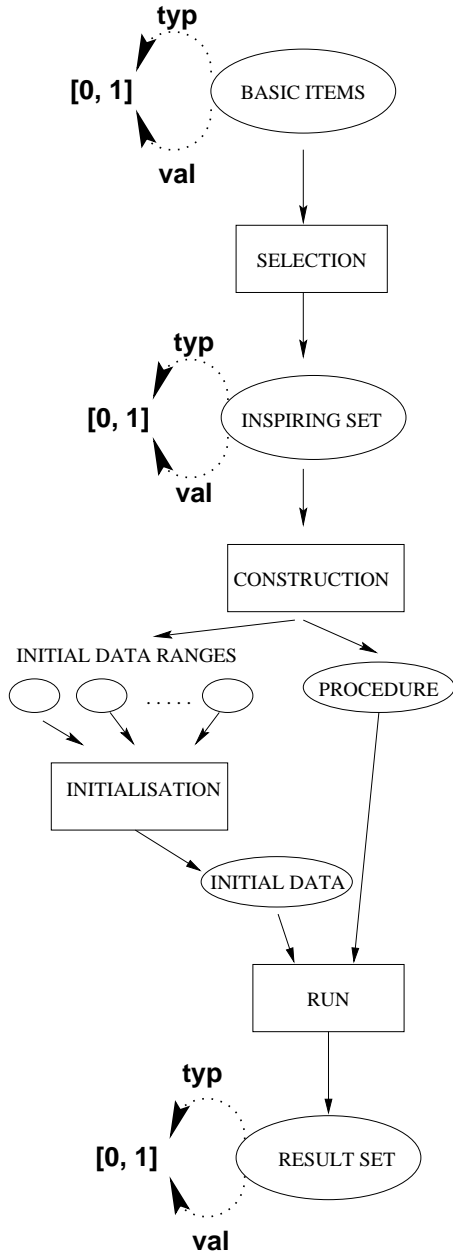 typ
[0, 1]
BASIC ITEMS
val
SELECTION
typ
[0, 1]
INSPIRING SET
val
CONSTRUCTION
INITIAL DATA RANGES
PROCEDURE
.....
INITIALISATION
INITIAL DATA
RUN
typ
[0, 1]
RESULT SET
val